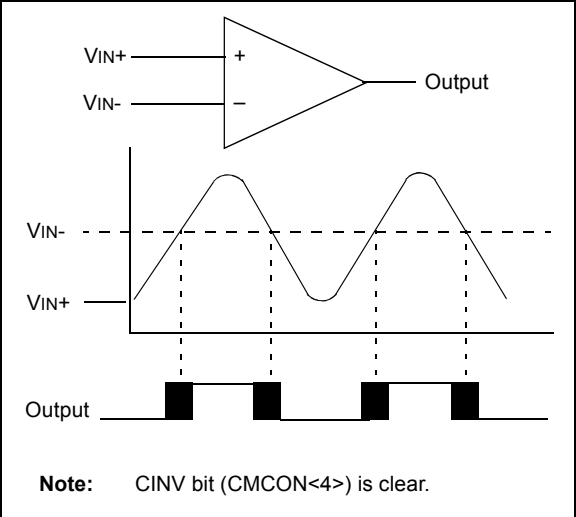 VIN+
+
Output
VIN-
–
VIN-
VIN+
Output
Note: CINV bit (CMCON<4>) is clear.